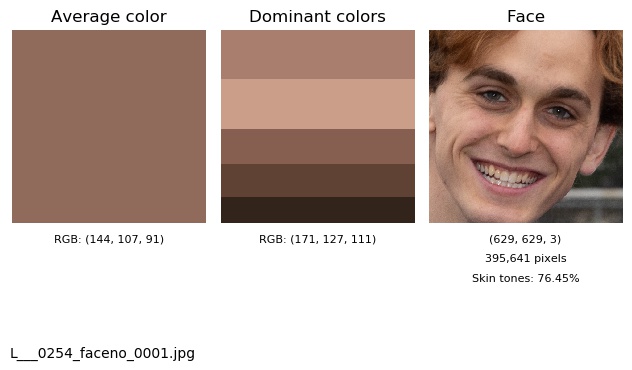 Average color
Dominant colors
Face
RGB: (144, 107, 91)
RGB: (171, 127, 111)
(629, 629, 3)
395,641 pixels
Skin tones: 76.45%
L___0254_faceno_0001.jpg